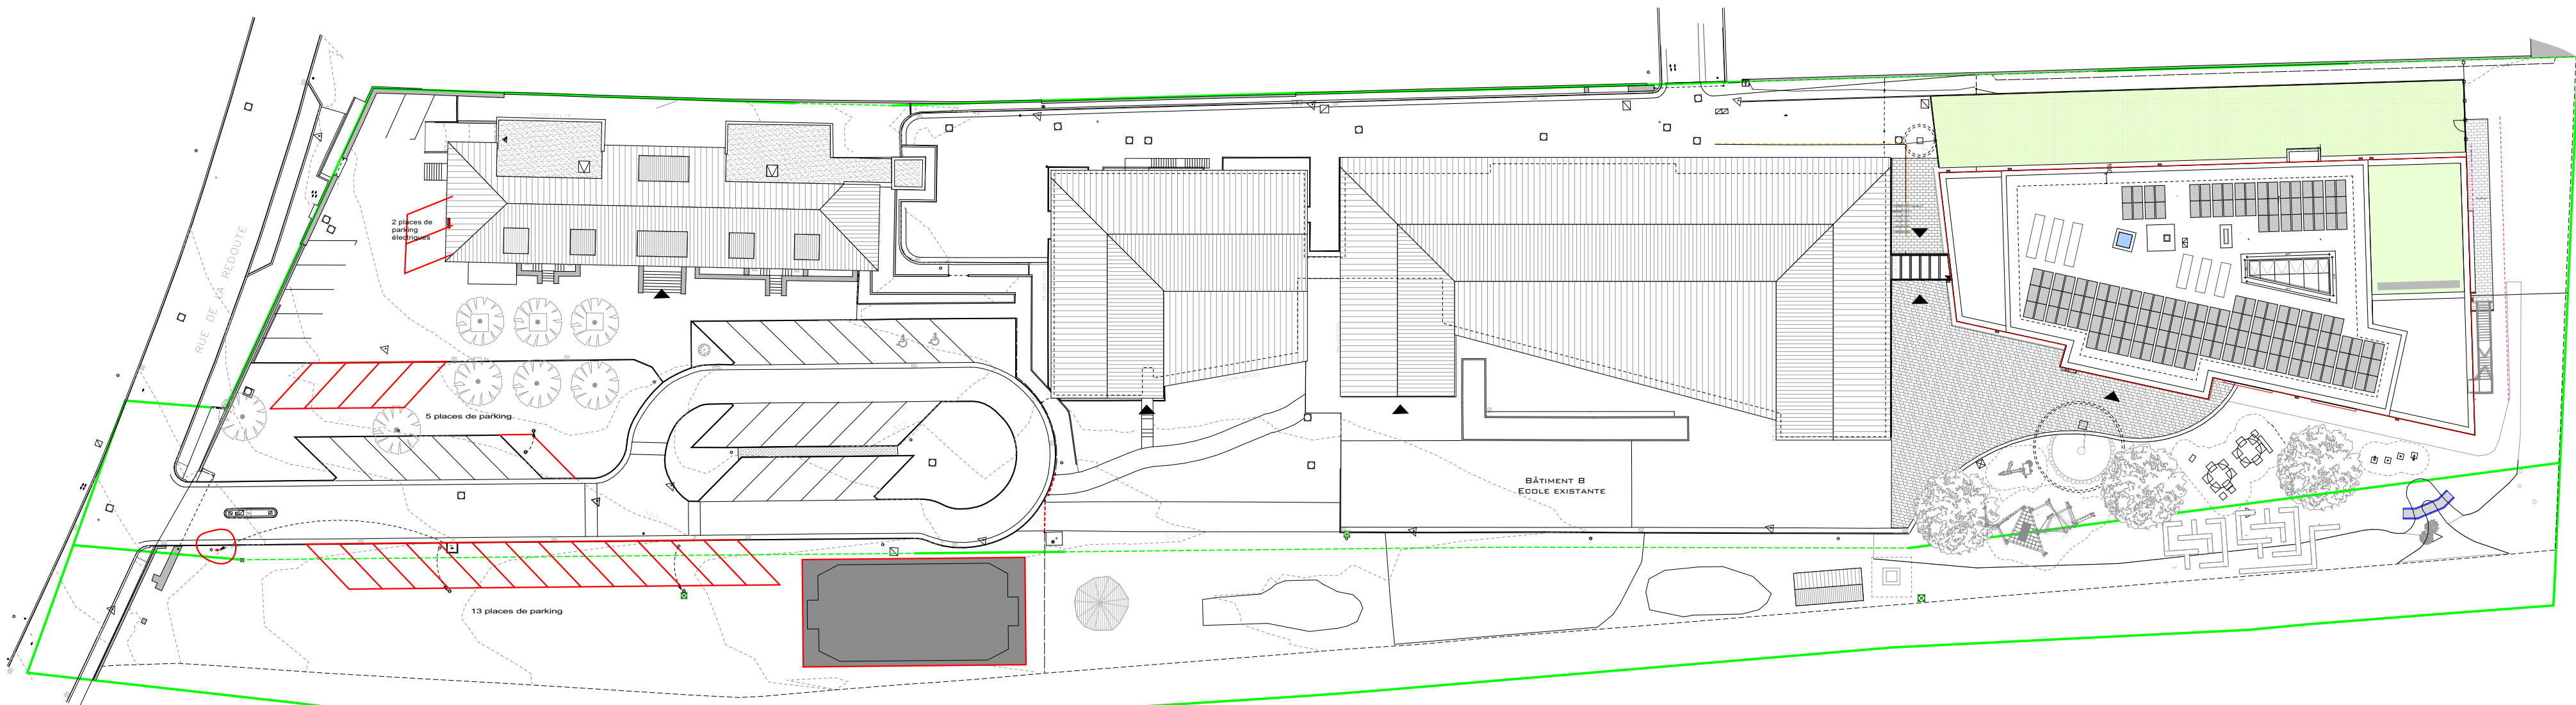 2 places de
parking
électriques
RUE DE LA REDOUTE
5 places de parking
Bâtiment B
Ecole existante
13 places de parking